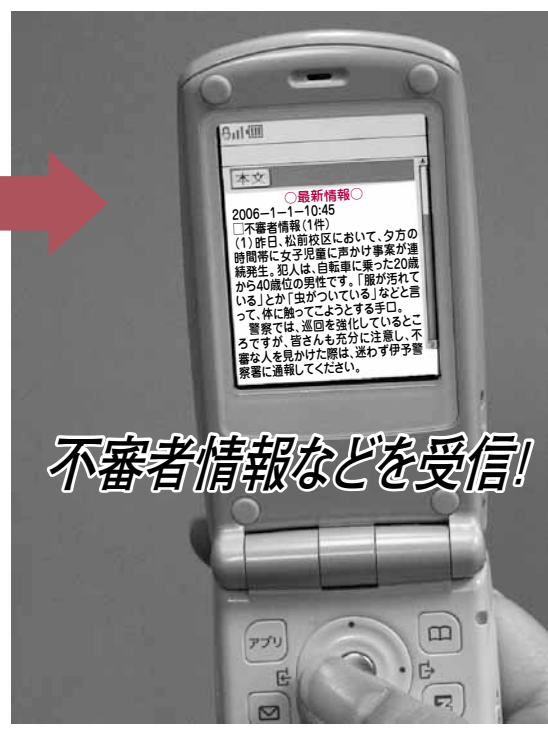 本文
○最新情報○
2006-1-1-10:45
□不審者情報(1件)
(1)昨日、松前校区において、夕方の
時間帯に女子児童に声かけ事案が連
続発生。犯人は、自転車に乗った20歳
から40歳位の男性です。「服が汚れて
いる」とか「虫がついている」などと言
って、体に触ってこようとする手口。
警察では、巡回を強化しているとこ
ろですが、皆さんも充分に注意し、不
審な人を見かけた際は、迷わず伊予警
察署に通報してください。
不審者情報などを受信!
アプリ